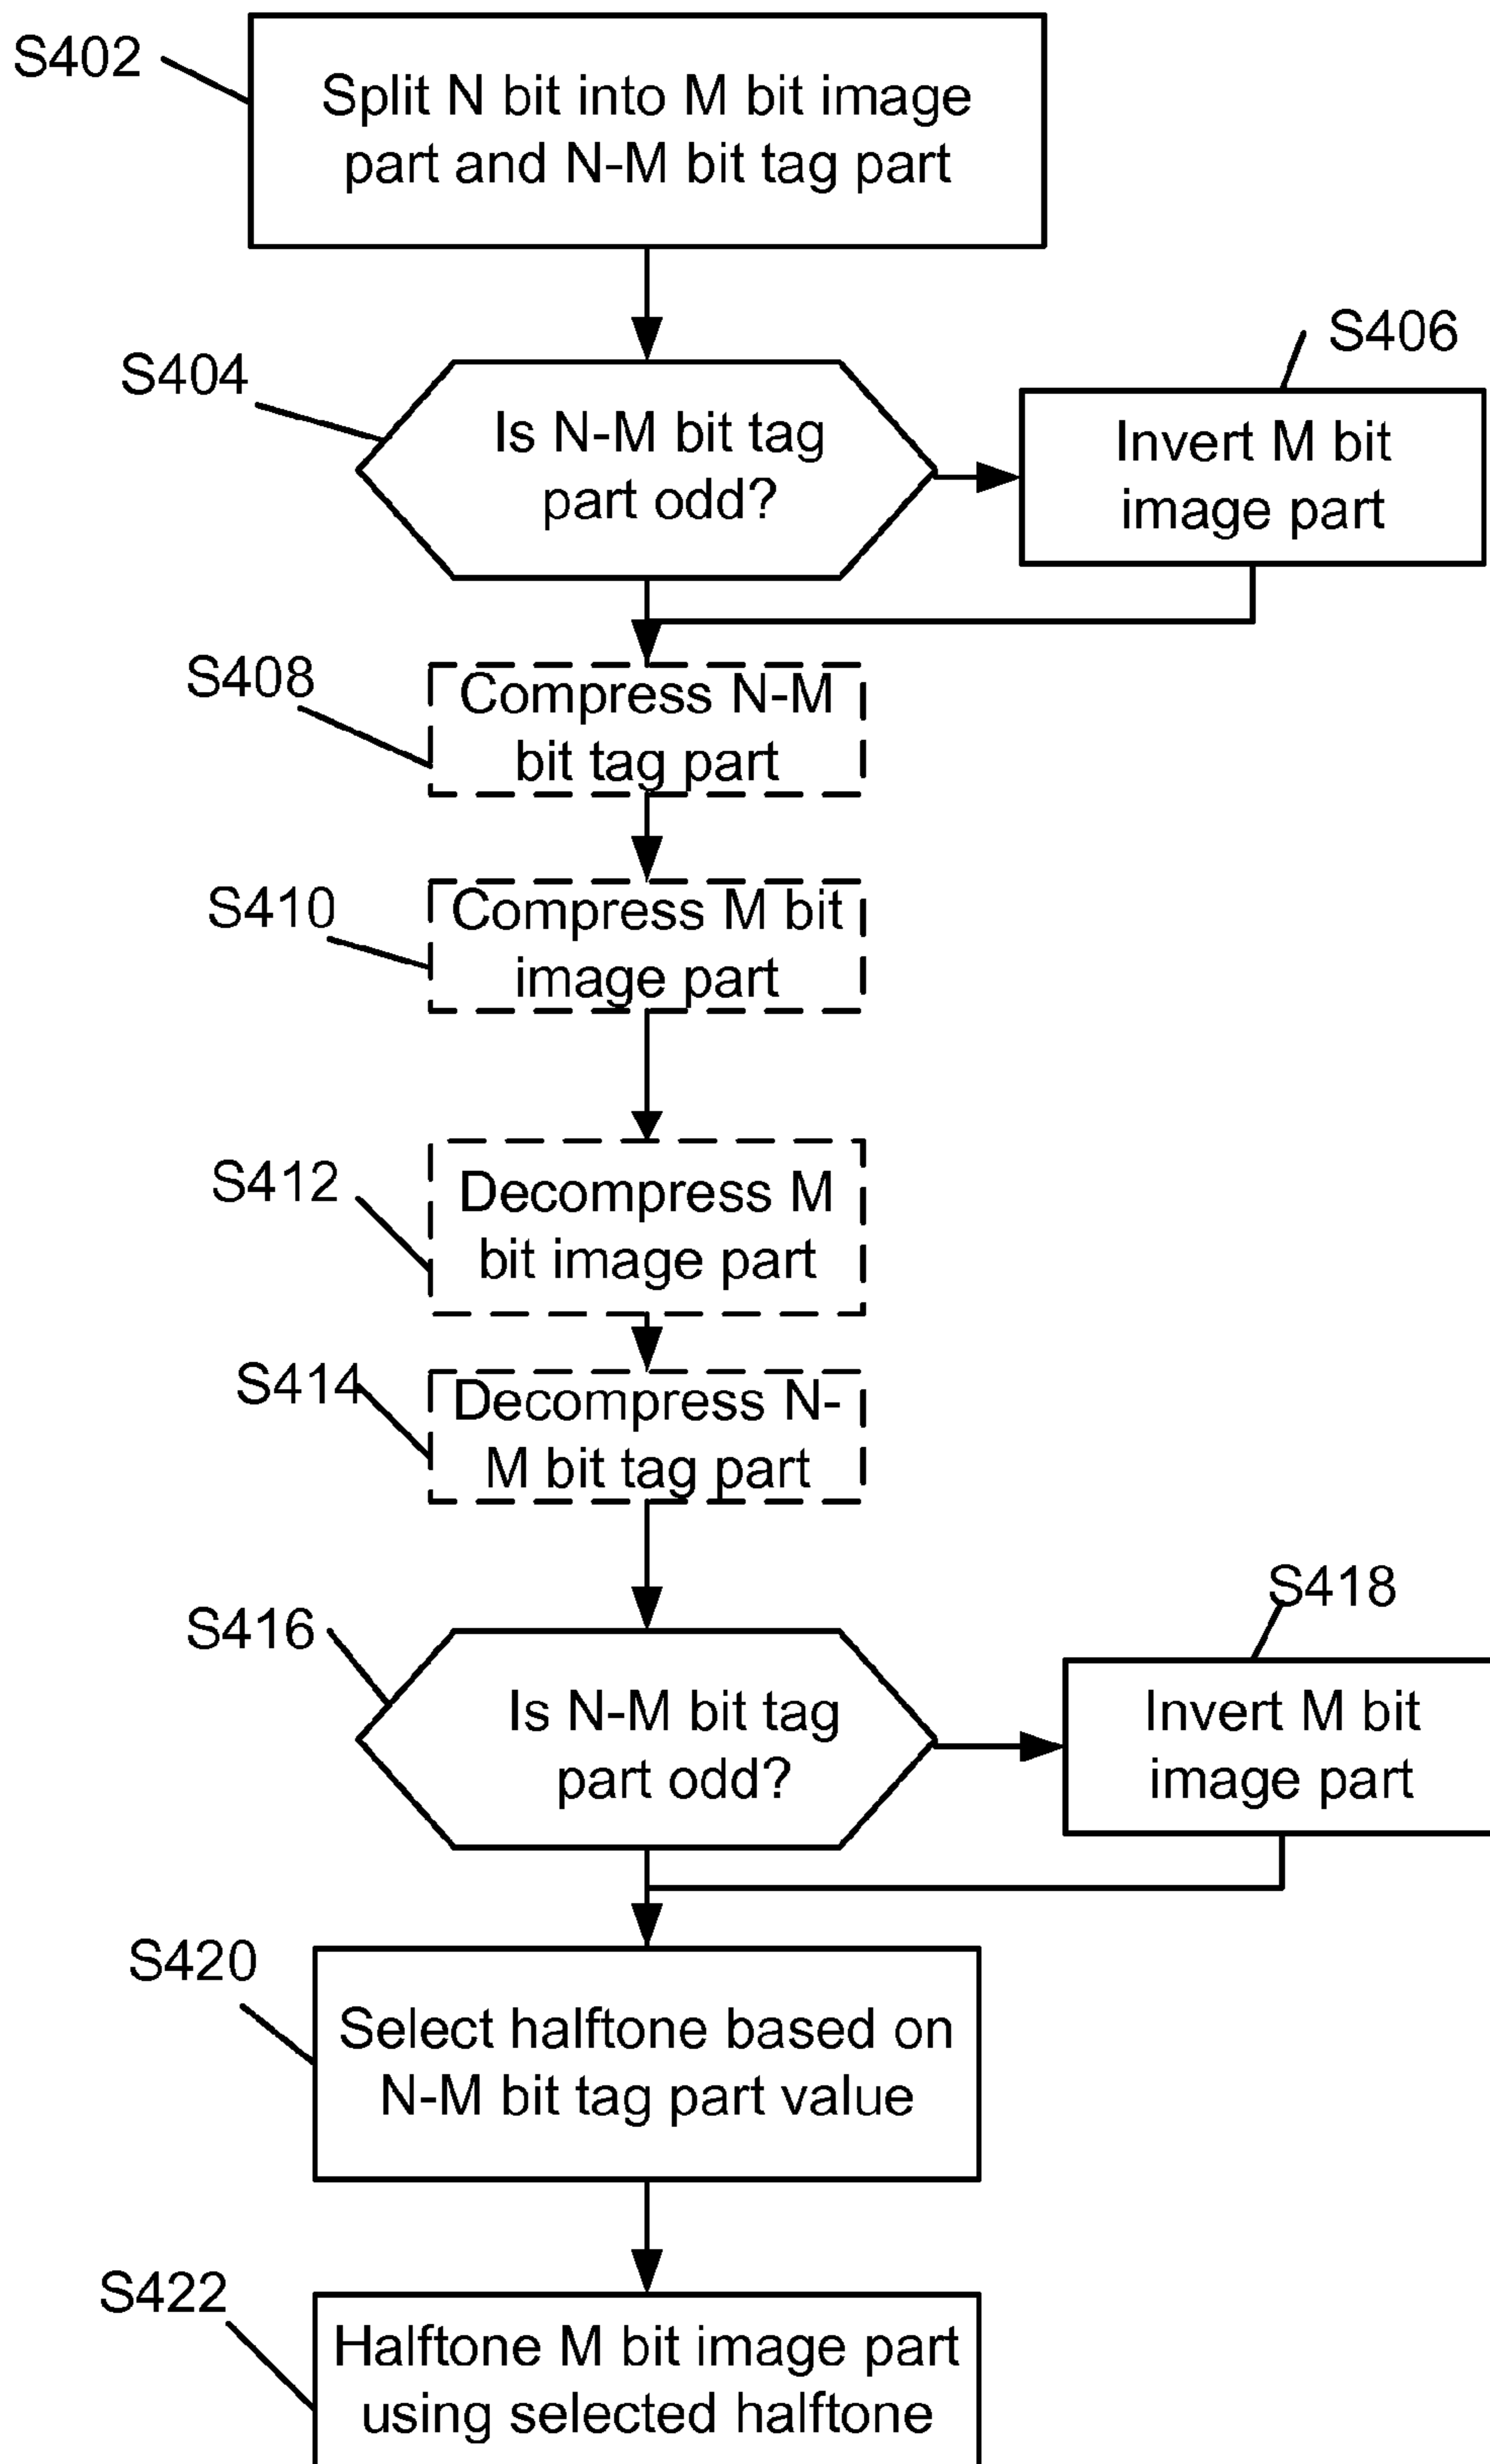 S402
Split N bit into M bit image
part and N-M bit tag part
S404
Is N-M bit tag
part odd?
S406
Invert M bit
image part
S408
Compress N-M
bit tag part
S410
Compress M bit
image part
S412
Decompress M
bit image part
S414
Decompress N-
M bit tag part
S416
Is N-M bit tag
part odd?
S418
Invert M bit
image part
S420
Select halftone based on
N-M bit tag part value
S422
Halftone M bit image part
using selected halftone